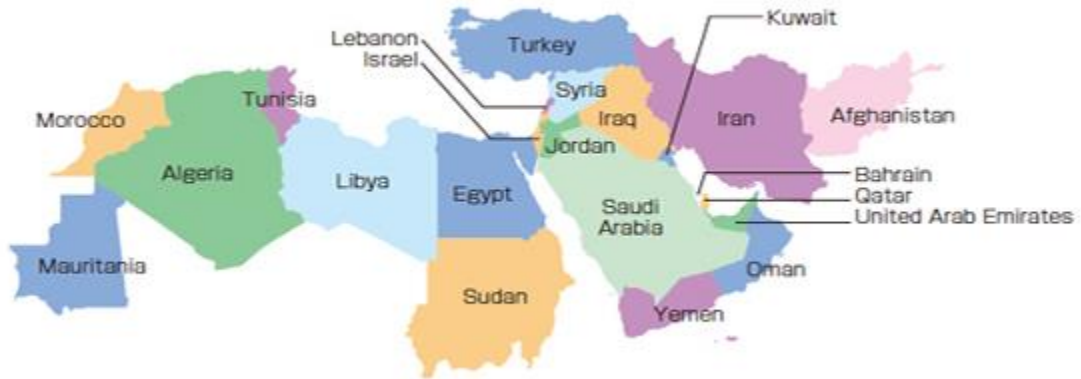 Kuwait
Lebanon
Turkey
Israel
Syria
Tunisia
Morocco
Iraq
Iran
Afghanistan
Jordan
Algeria
Libya
Bahrain
Egypt
Qatar
Saudi
Arabia
United Arab Emirates
Mauritania
Oman
Sudan
Yemen